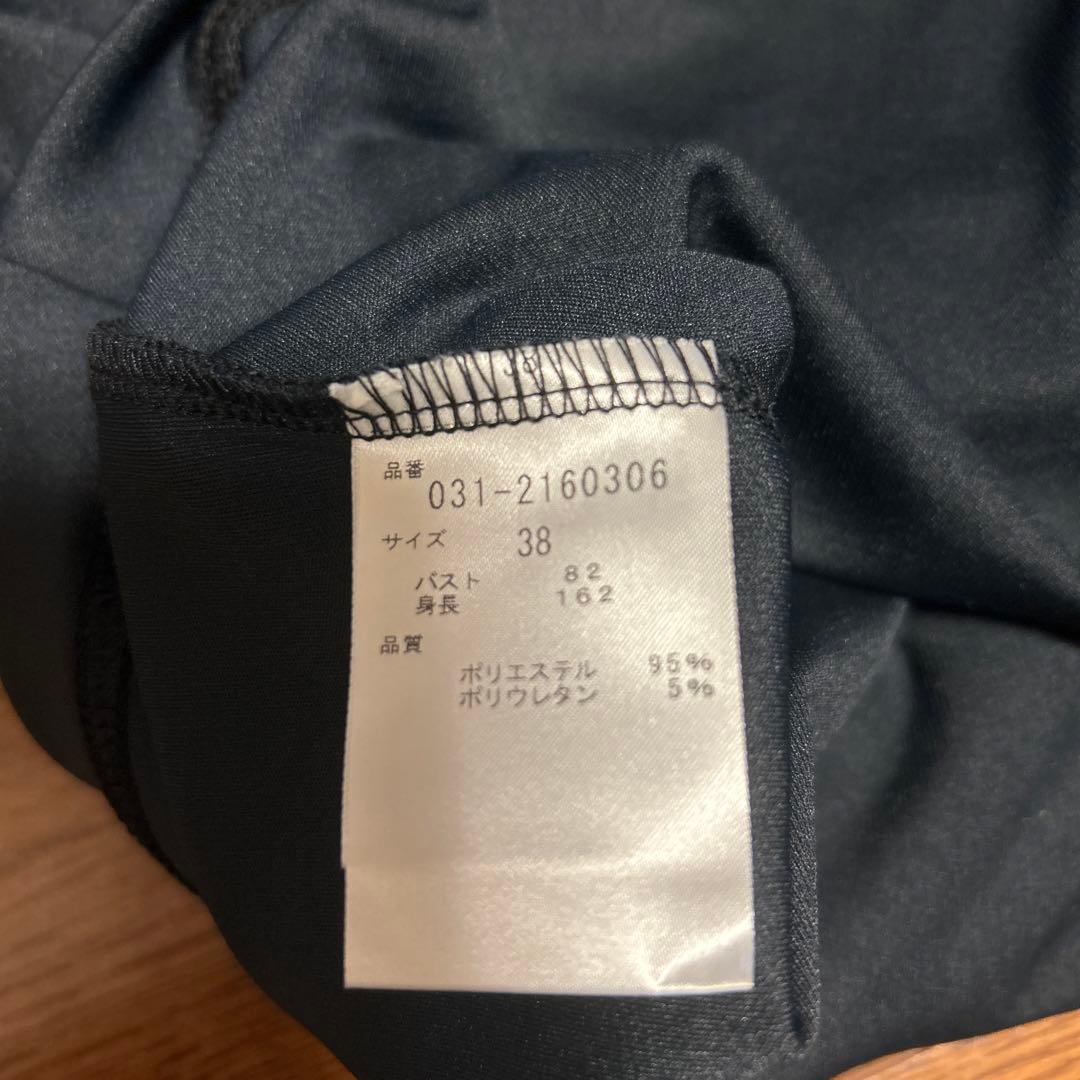 38
品番
031-2160306
サイズ 38
バスト 82
身長 162
品質
ポリエステル 95%
ポリウレタン 5%